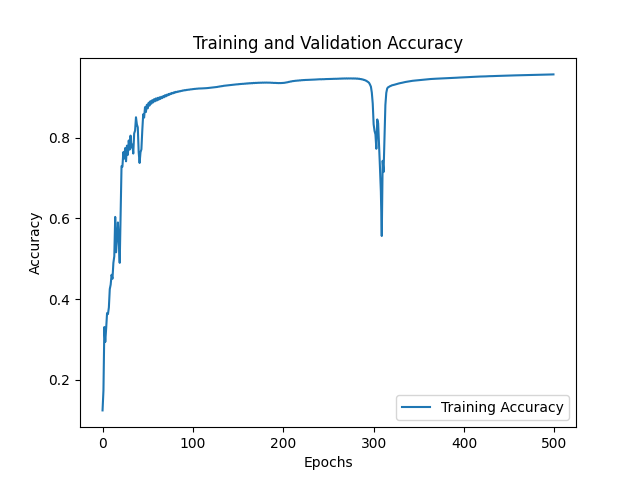 Training and Validation Accuracy
Accuracy
0.8
0.6
0.4
0.2
Training Accuracy
0 100 200 300 400 500
Epochs